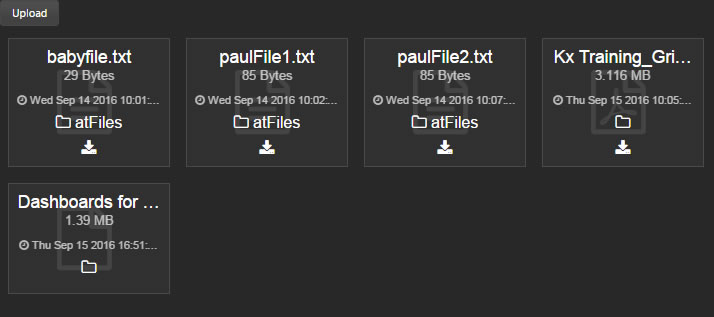 Upload
babyfile.txt
29 Bytes
Wed Sep 14 2016 10:01:...
atFiles
paulFile1.txt
85 Bytes
Wed Sep 14 2016 10:02:...
atFiles
paulFile2.txt
85 Bytes
Wed Sep 14 2016 10:07:...
atFiles
Kx Training_Gri...
3.116 MB
Thu Sep 15 2016 10:05:...
Dashboards for ...
1.39 MB
Thu Sep 15 2016 16:51:...